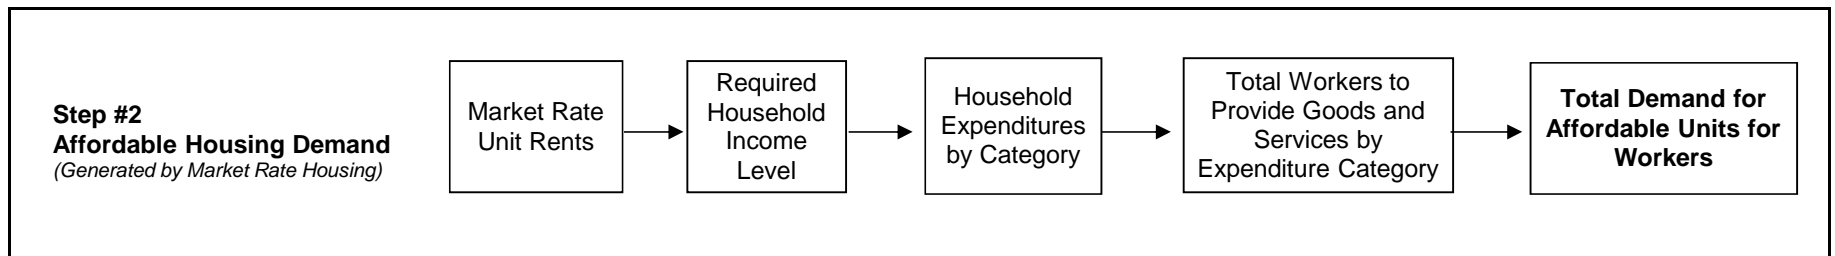 Step #2
Affordable Housing Demand
(Generated by Market Rate Housing)
Market Rate
Unit Rents
Required
Household
Income
Level
Household
Expenditures
by Category
Total Workers to
Provide Goods and
Services by
Expenditure Category
Total Demand for
Affordable Units for
Workers